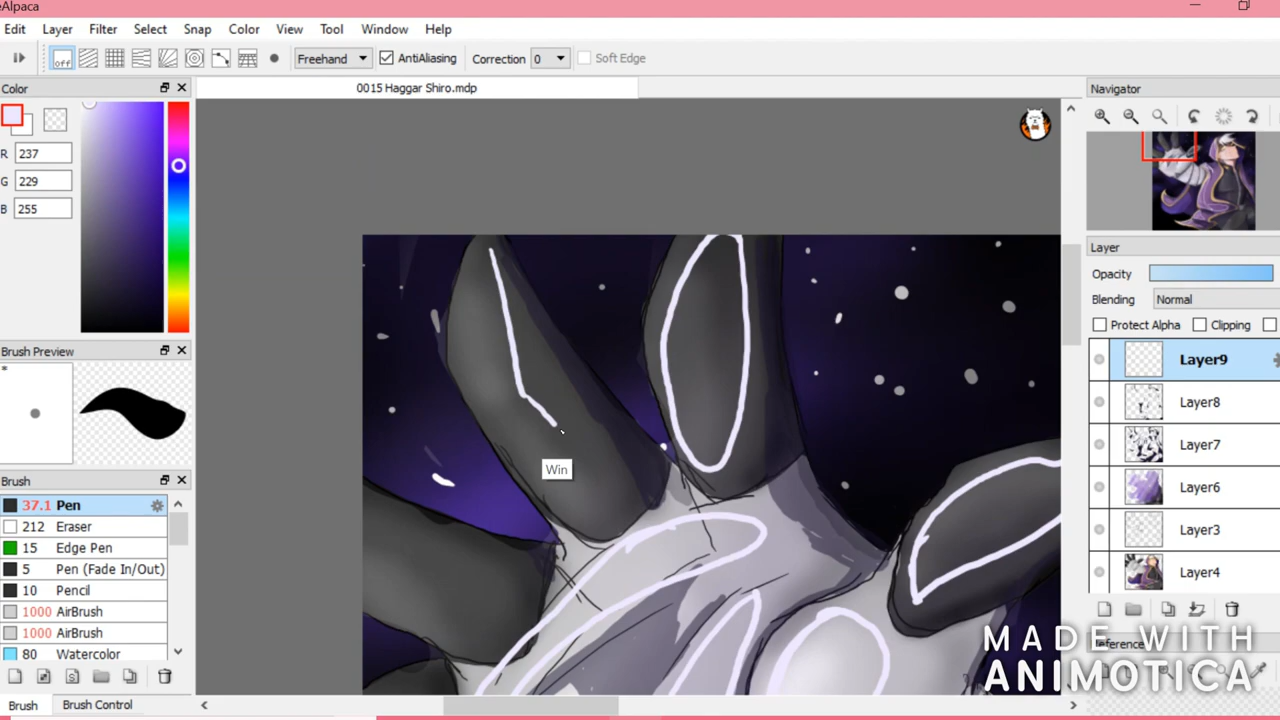 eAlpaca
Edit Layer Filter Select Snap Color View Tool Window Help
off Freehand AntiAliasing Correction 0 Soft Edge
Color
0015 Haggar Shiro.mdp
Navigator
R 237
G 229
B 255
Layer
Opacity
Blending Normal
Protect Alpha Clipping
Layer9
Layer8
Layer7
Layer6
Layer3
Layer4
Brush Preview
*
Win
Brush
37.1 Pen
212 Eraser
15 Edge Pen
5 Pen (Fade In/Out)
10 Pencil
1000 AirBrush
1000 AirBrush
80 Watercolor
Brush Brush Control
Reference
MADE WITH
ANIMOTICA